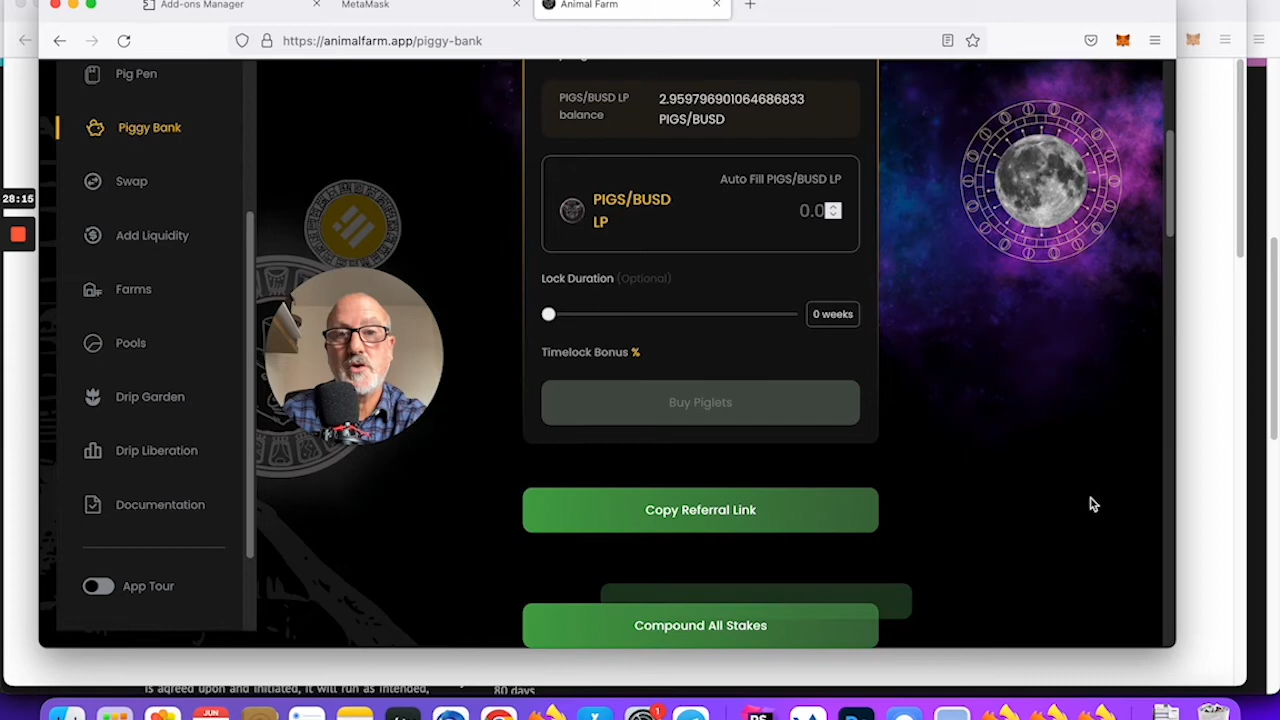 Add-ons Manager
MetaMask
Animal Farm
https://animalfarm.app/piggy-bank
Pig Pen
Piggy Bank
Swap
Add Liquidity
Farms
Pools
Drip Garden
Drip Liberation
Documentation
App Tour
28:15
PIGS/BUSD LP
balance
2.959796901064686833
PIGS/BUSD
Auto Fill PIGS/BUSD LP
PIGS/BUSD
LP
0.0
Lock Duration (Optional)
0 weeks
Timelock Bonus %
Buy Piglets
Copy Referral Link
Compound All Stakes
is agreed upon and initiated, it will run as intended,
80 days
JUN
1